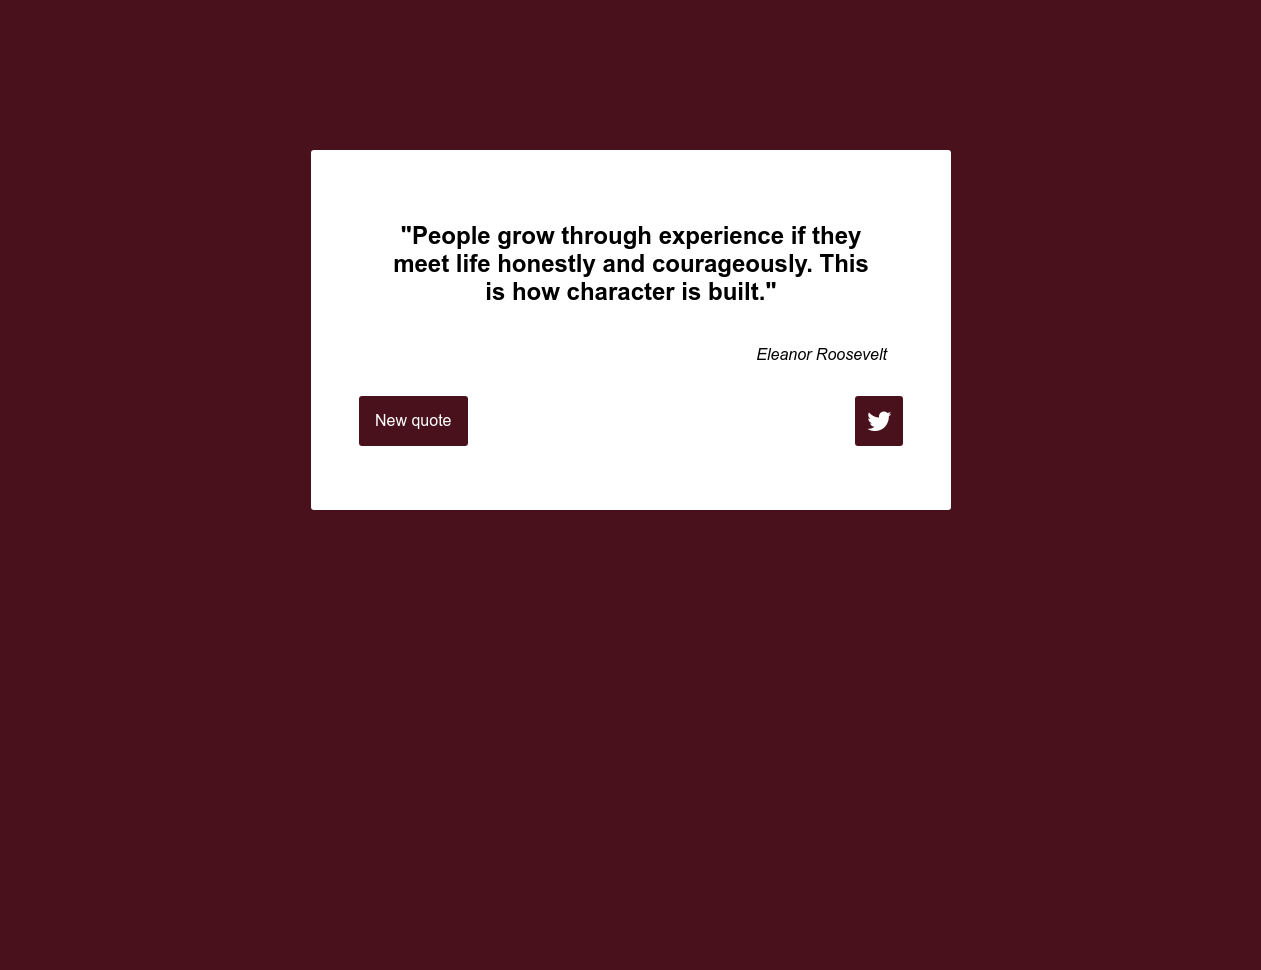 "People grow through experience if they
meet life honestly and courageously. This
is how character is built."
Eleanor Roosevelt
New quote